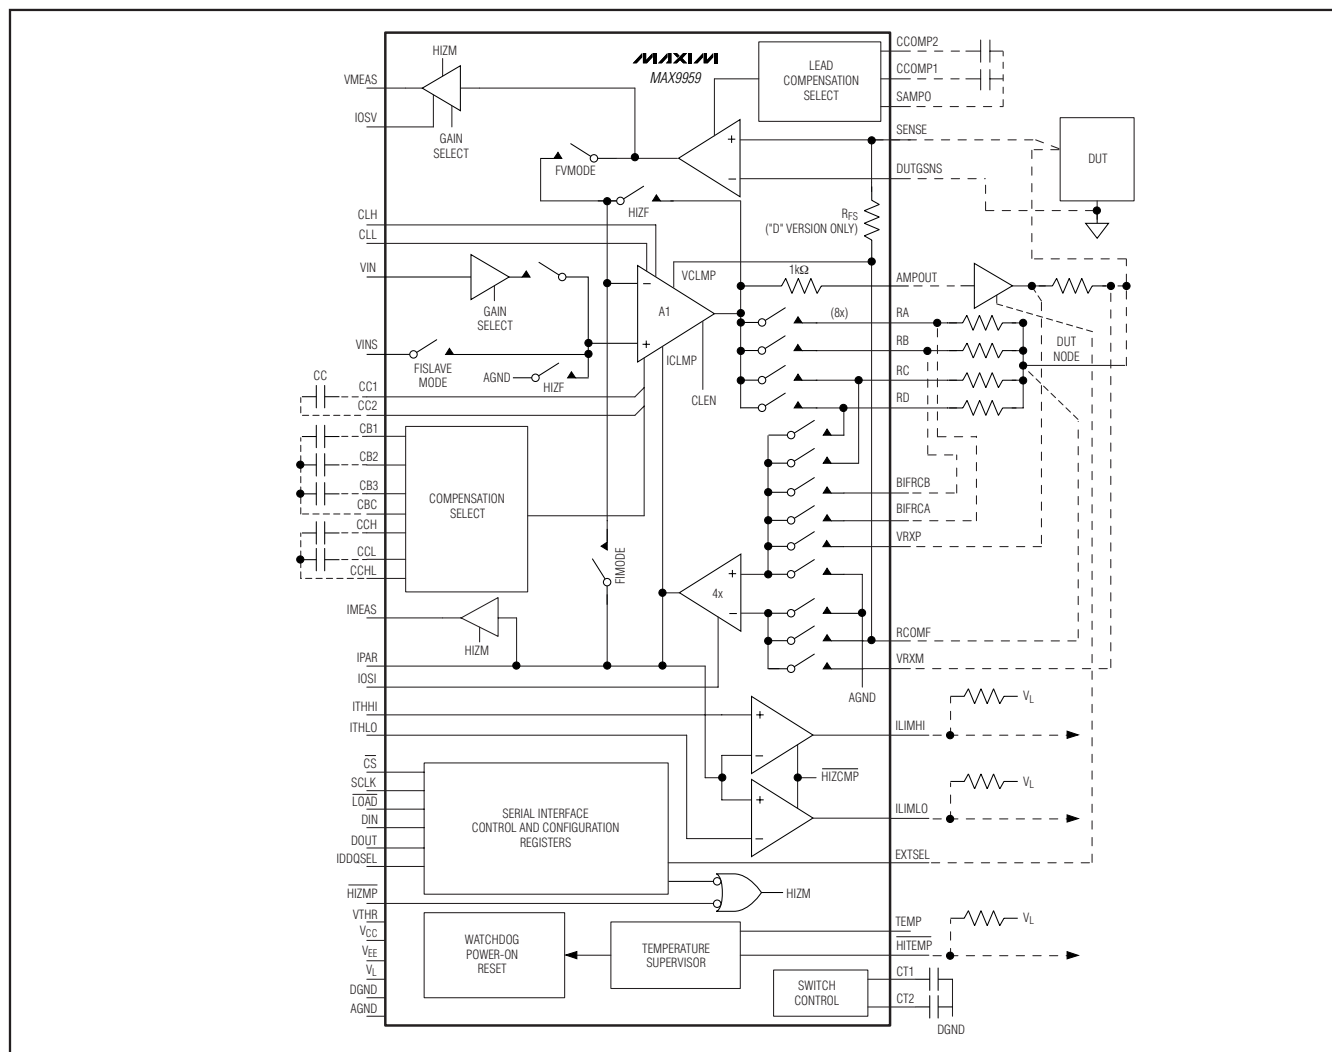 MAXIM
MAX9959
HIZM
VMEAS
IOSV
GAIN
SELECT
LEAD
COMPENSATION
SELECT
CCOMP2
CCOMP1
SAMPO
SENSE
DUTGSNS
DUT
FVMODE
HIZF
RFS
("D" VERSION ONLY)
CLH
CLL
VIN
GAIN
SELECT
VCLMP
A1
ICLMP
CLEN
1kΩ
AMPOUT
(8x)
RA
RB
RC
RD
DUT
NODE
VINS
FISLAVE
MODE
AGND
HIZF
CC
CC1
CC2
CB1
CB2
CB3
CBC
CCH
CCL
CCHL
COMPENSATION
SELECT
FIMODE
4x
BIFRCB
BIFRCA
VRXP
RCOMF
VRXM
AGND
IMEAS
HIZM
IPAR
IOSI
ITHHI
ITHLO
ILIMHI
VL
HIZCMP
ILIMLO
VL
CS
SCLK
LOAD
DIN
DOUT
IDDQSEL
SERIAL INTERFACE
CONTROL AND CONFIGURATION
REGISTERS
EXTSEL
HIZMP
HIZM
VTHR
VCC
VEE
VL
DGND
AGND
WATCHDOG
POWER-ON
RESET
TEMPERATURE
SUPERVISOR
TEMP
HITEMP
VL
SWITCH
CONTROL
CT1
CT2
DGND